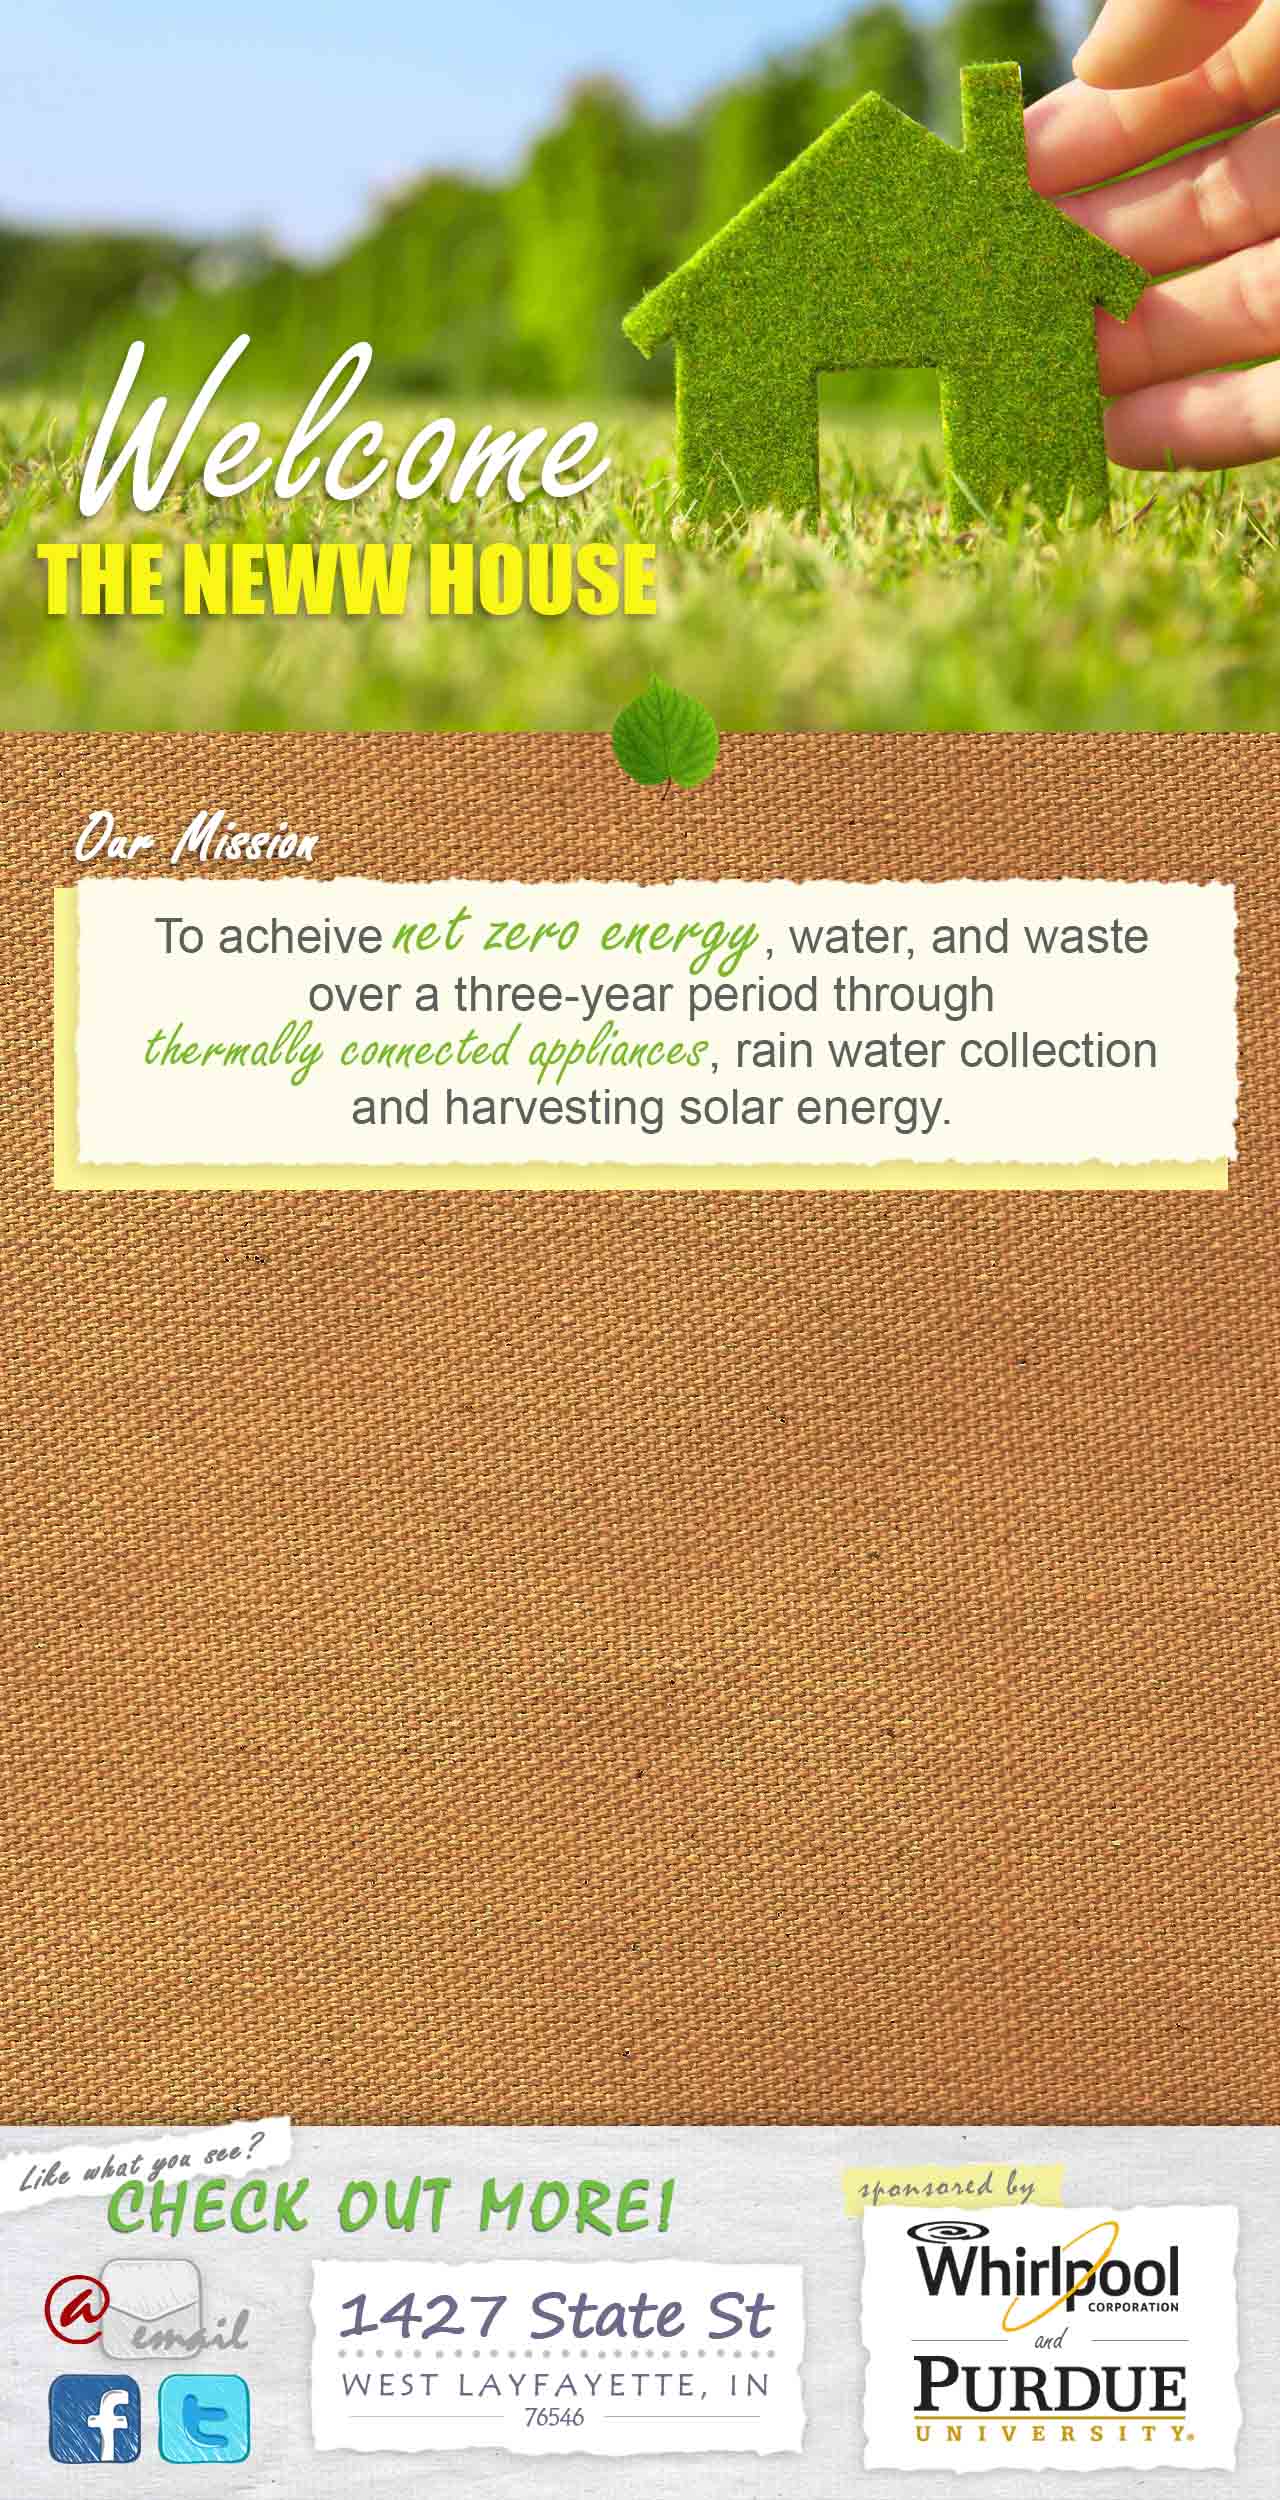 Welcome
THE NEWW HOUSE
Our Mission
To acheive net zero energy, water, and waste
over a three-year period through
thermally connected appliances, rain water collection
and harvesting solar energy.
Like what you see?
CHECK OUT MORE!
@ email
f t
1427 State St
WEST LAYFAYETTE, IN
76546
sponsored by
Whirlpool
CORPORATION
and
PURDUE
UNIVERSITY®